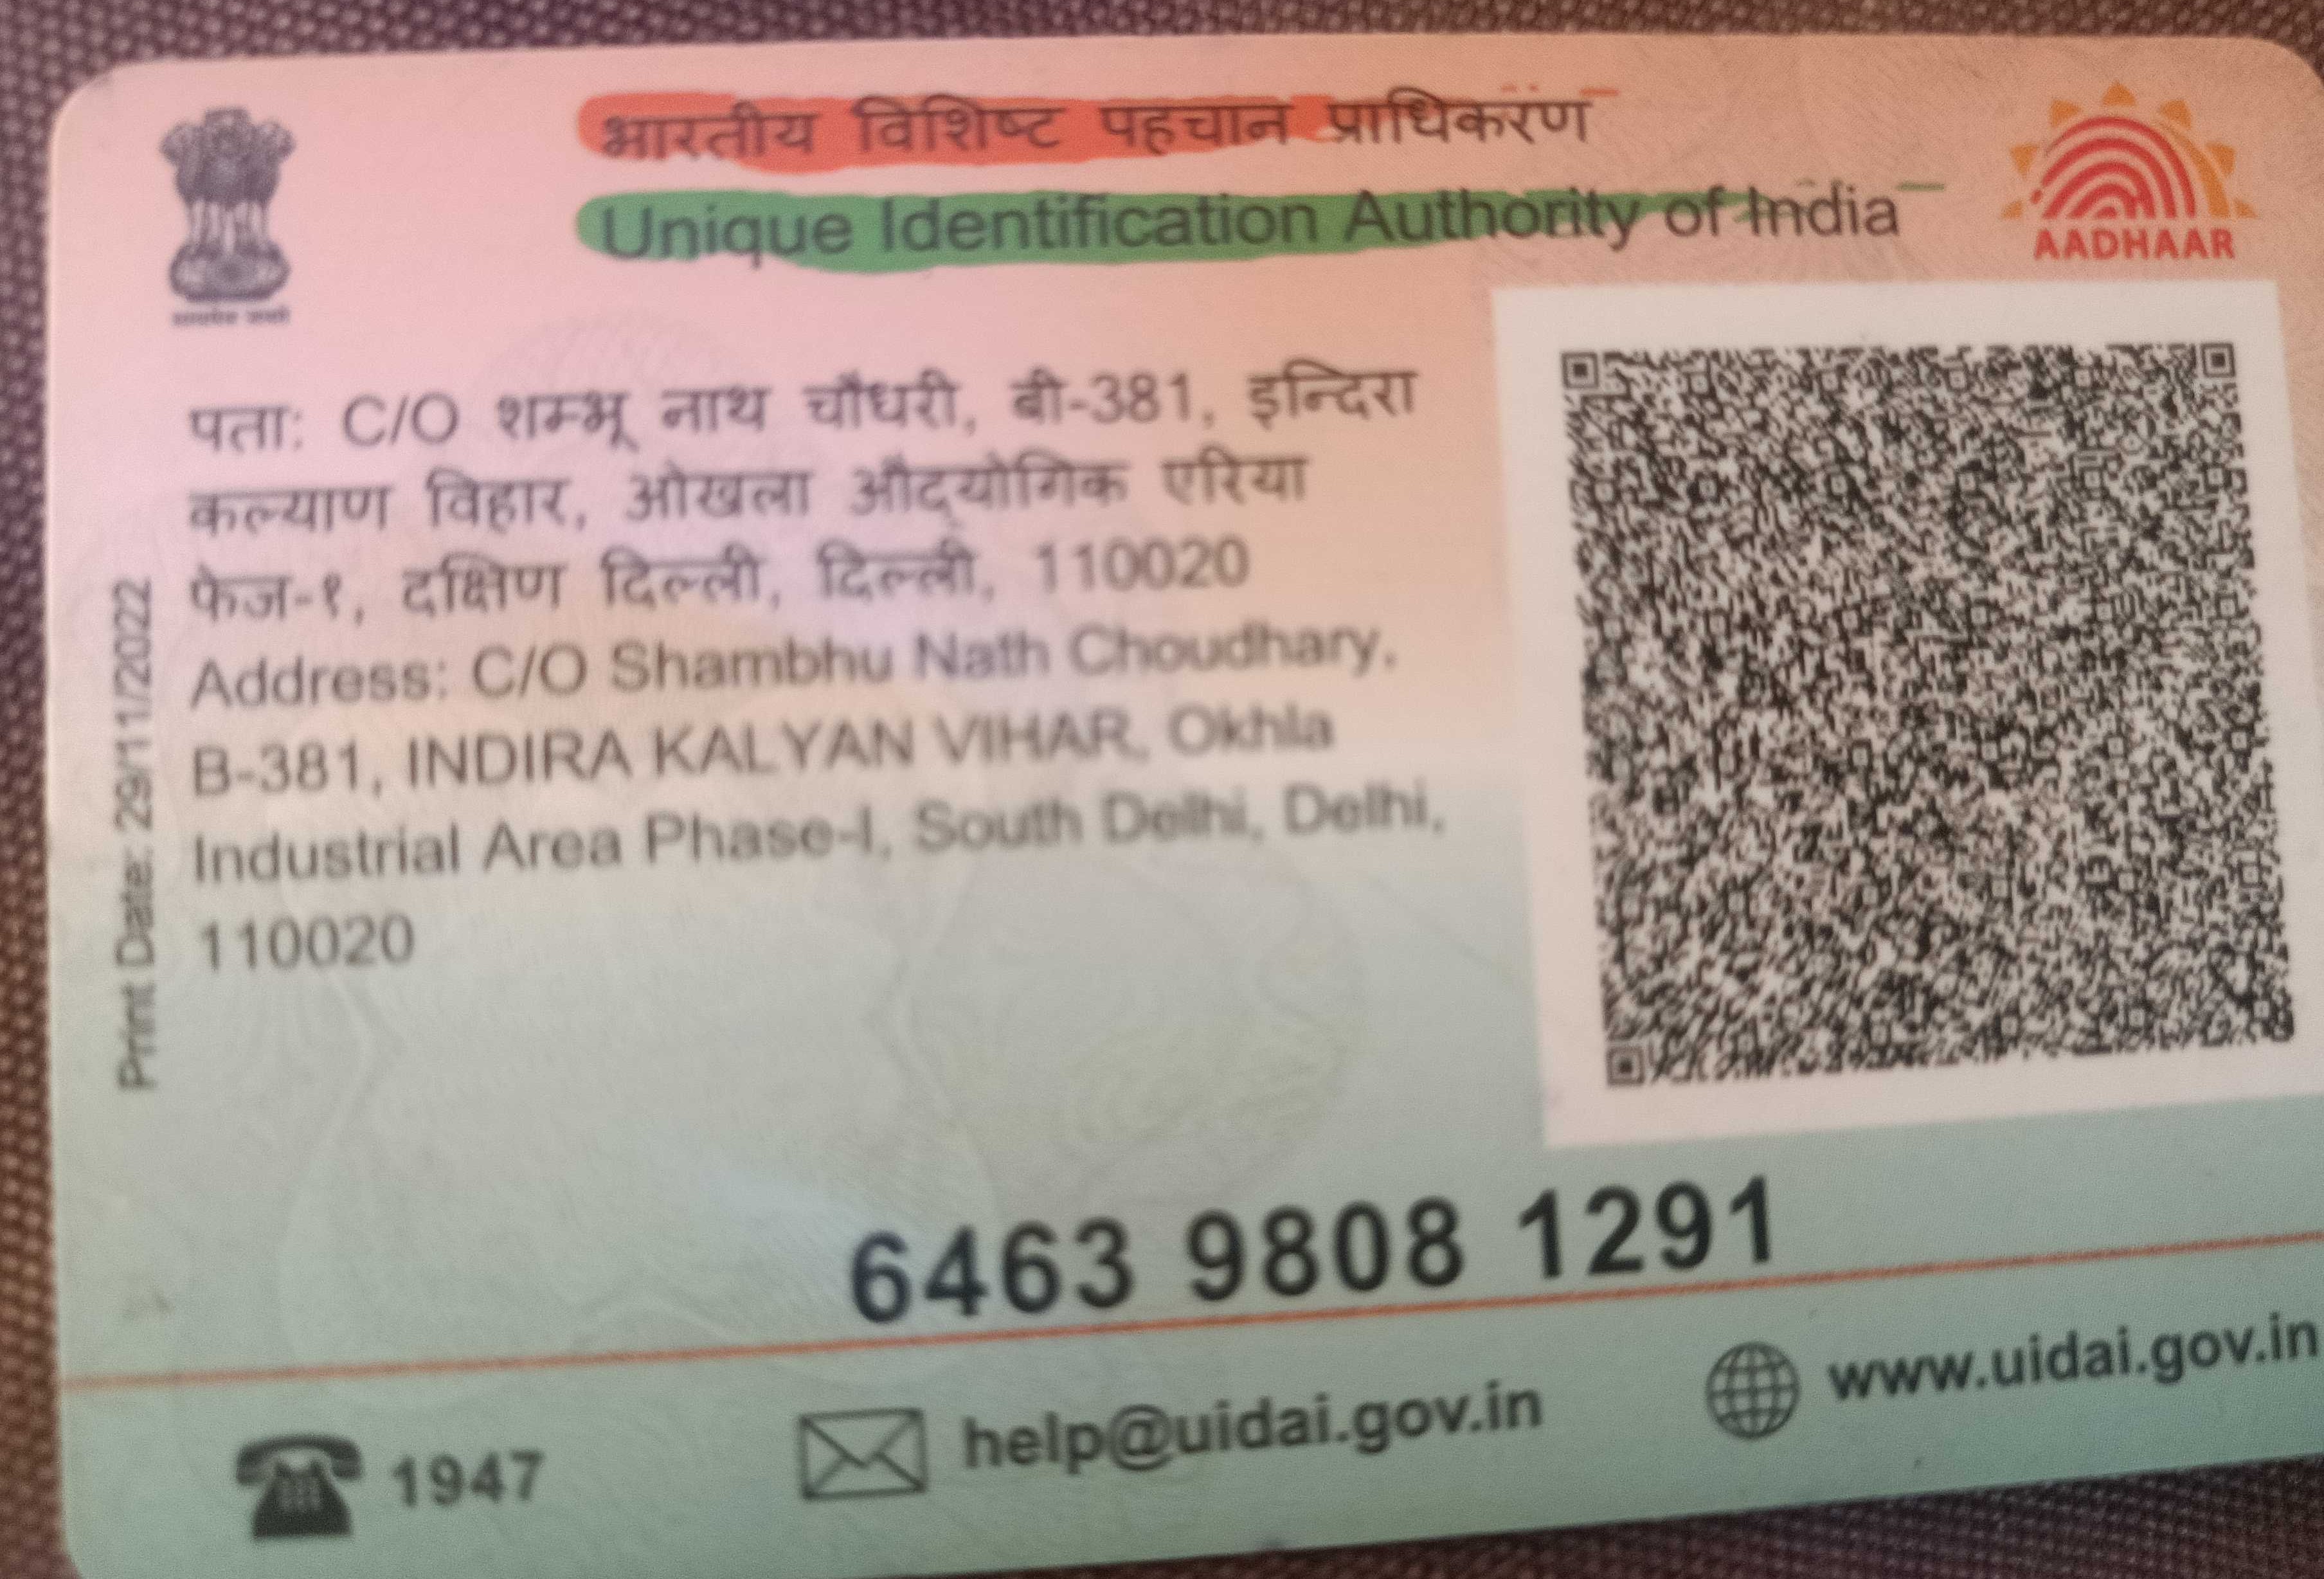 भारतीय विशिष्ट पहचान प्राधिकरण
Unique Identification Authority of India
AADHAAR
पता: C/O शम्भू नाथ चौधरी, बी-381, इन्दिरा
कल्याण विहार, ओखला औद्योगिक एरिया
फेज-१, दक्षिण दिल्ली, दिल्ली, 110020
Address: C/O Shambhu Nath Choudhary,
B-381, INDIRA KALYAN VIHAR, Okhla
Industrial Area Phase-I, South Delhi, Delhi,
110020
Print Date: 29/11/2022
6463 9808 1291
1947
help@uidai.gov.in
www.uidai.gov.in